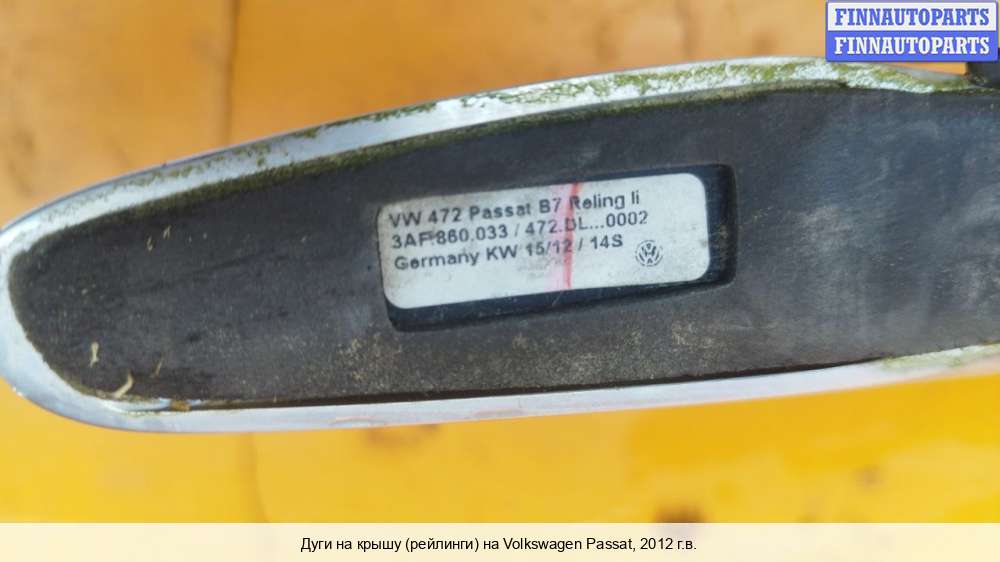 FINNAUTOPARTS
FINNAUTOPARTS
VW 472 Passat B7 Reling li
3AF.860.033 / 472.DL...0002
Germany KW 15/12 / 14S
Дуги на крышу (рейлинги) на Volkswagen Passat, 2012 г.в.